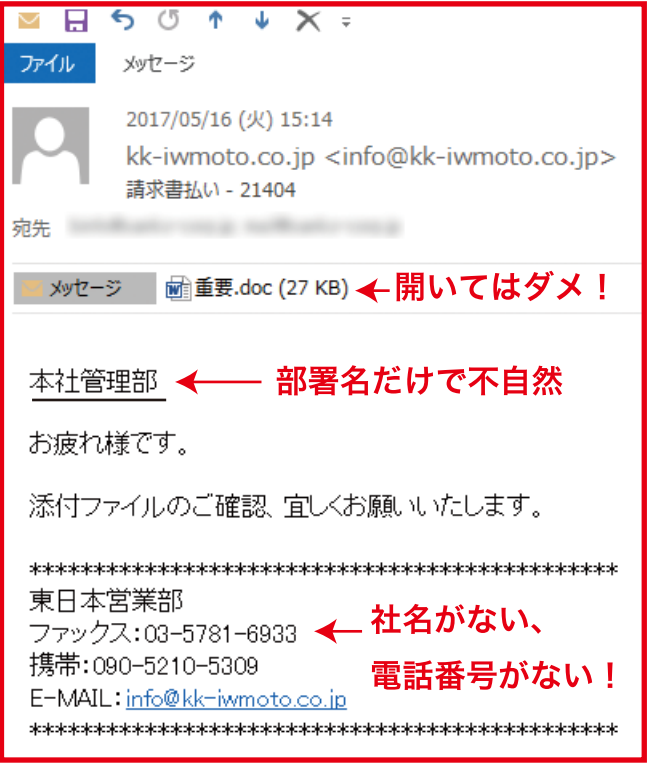 ファイル メッセージ
2017/05/16 (火) 15:14
kk-iwmoto.co.jp <info@kk-iwmoto.co.jp>
請求書払い - 21404
宛先
メッセージ 重要.doc (27 KB) 開いてはダメ！
本社管理部 部署名だけで不自然
お疲れ様です。
添付ファイルのご確認、宜しくお願いいたします。
**********************************************
東日本営業部
ファックス：03-5781-6933
社名がない、
携帯：090-5210-5309
電話番号がない！
E-MAIL：info@kk-iwmoto.co.jp
**********************************************